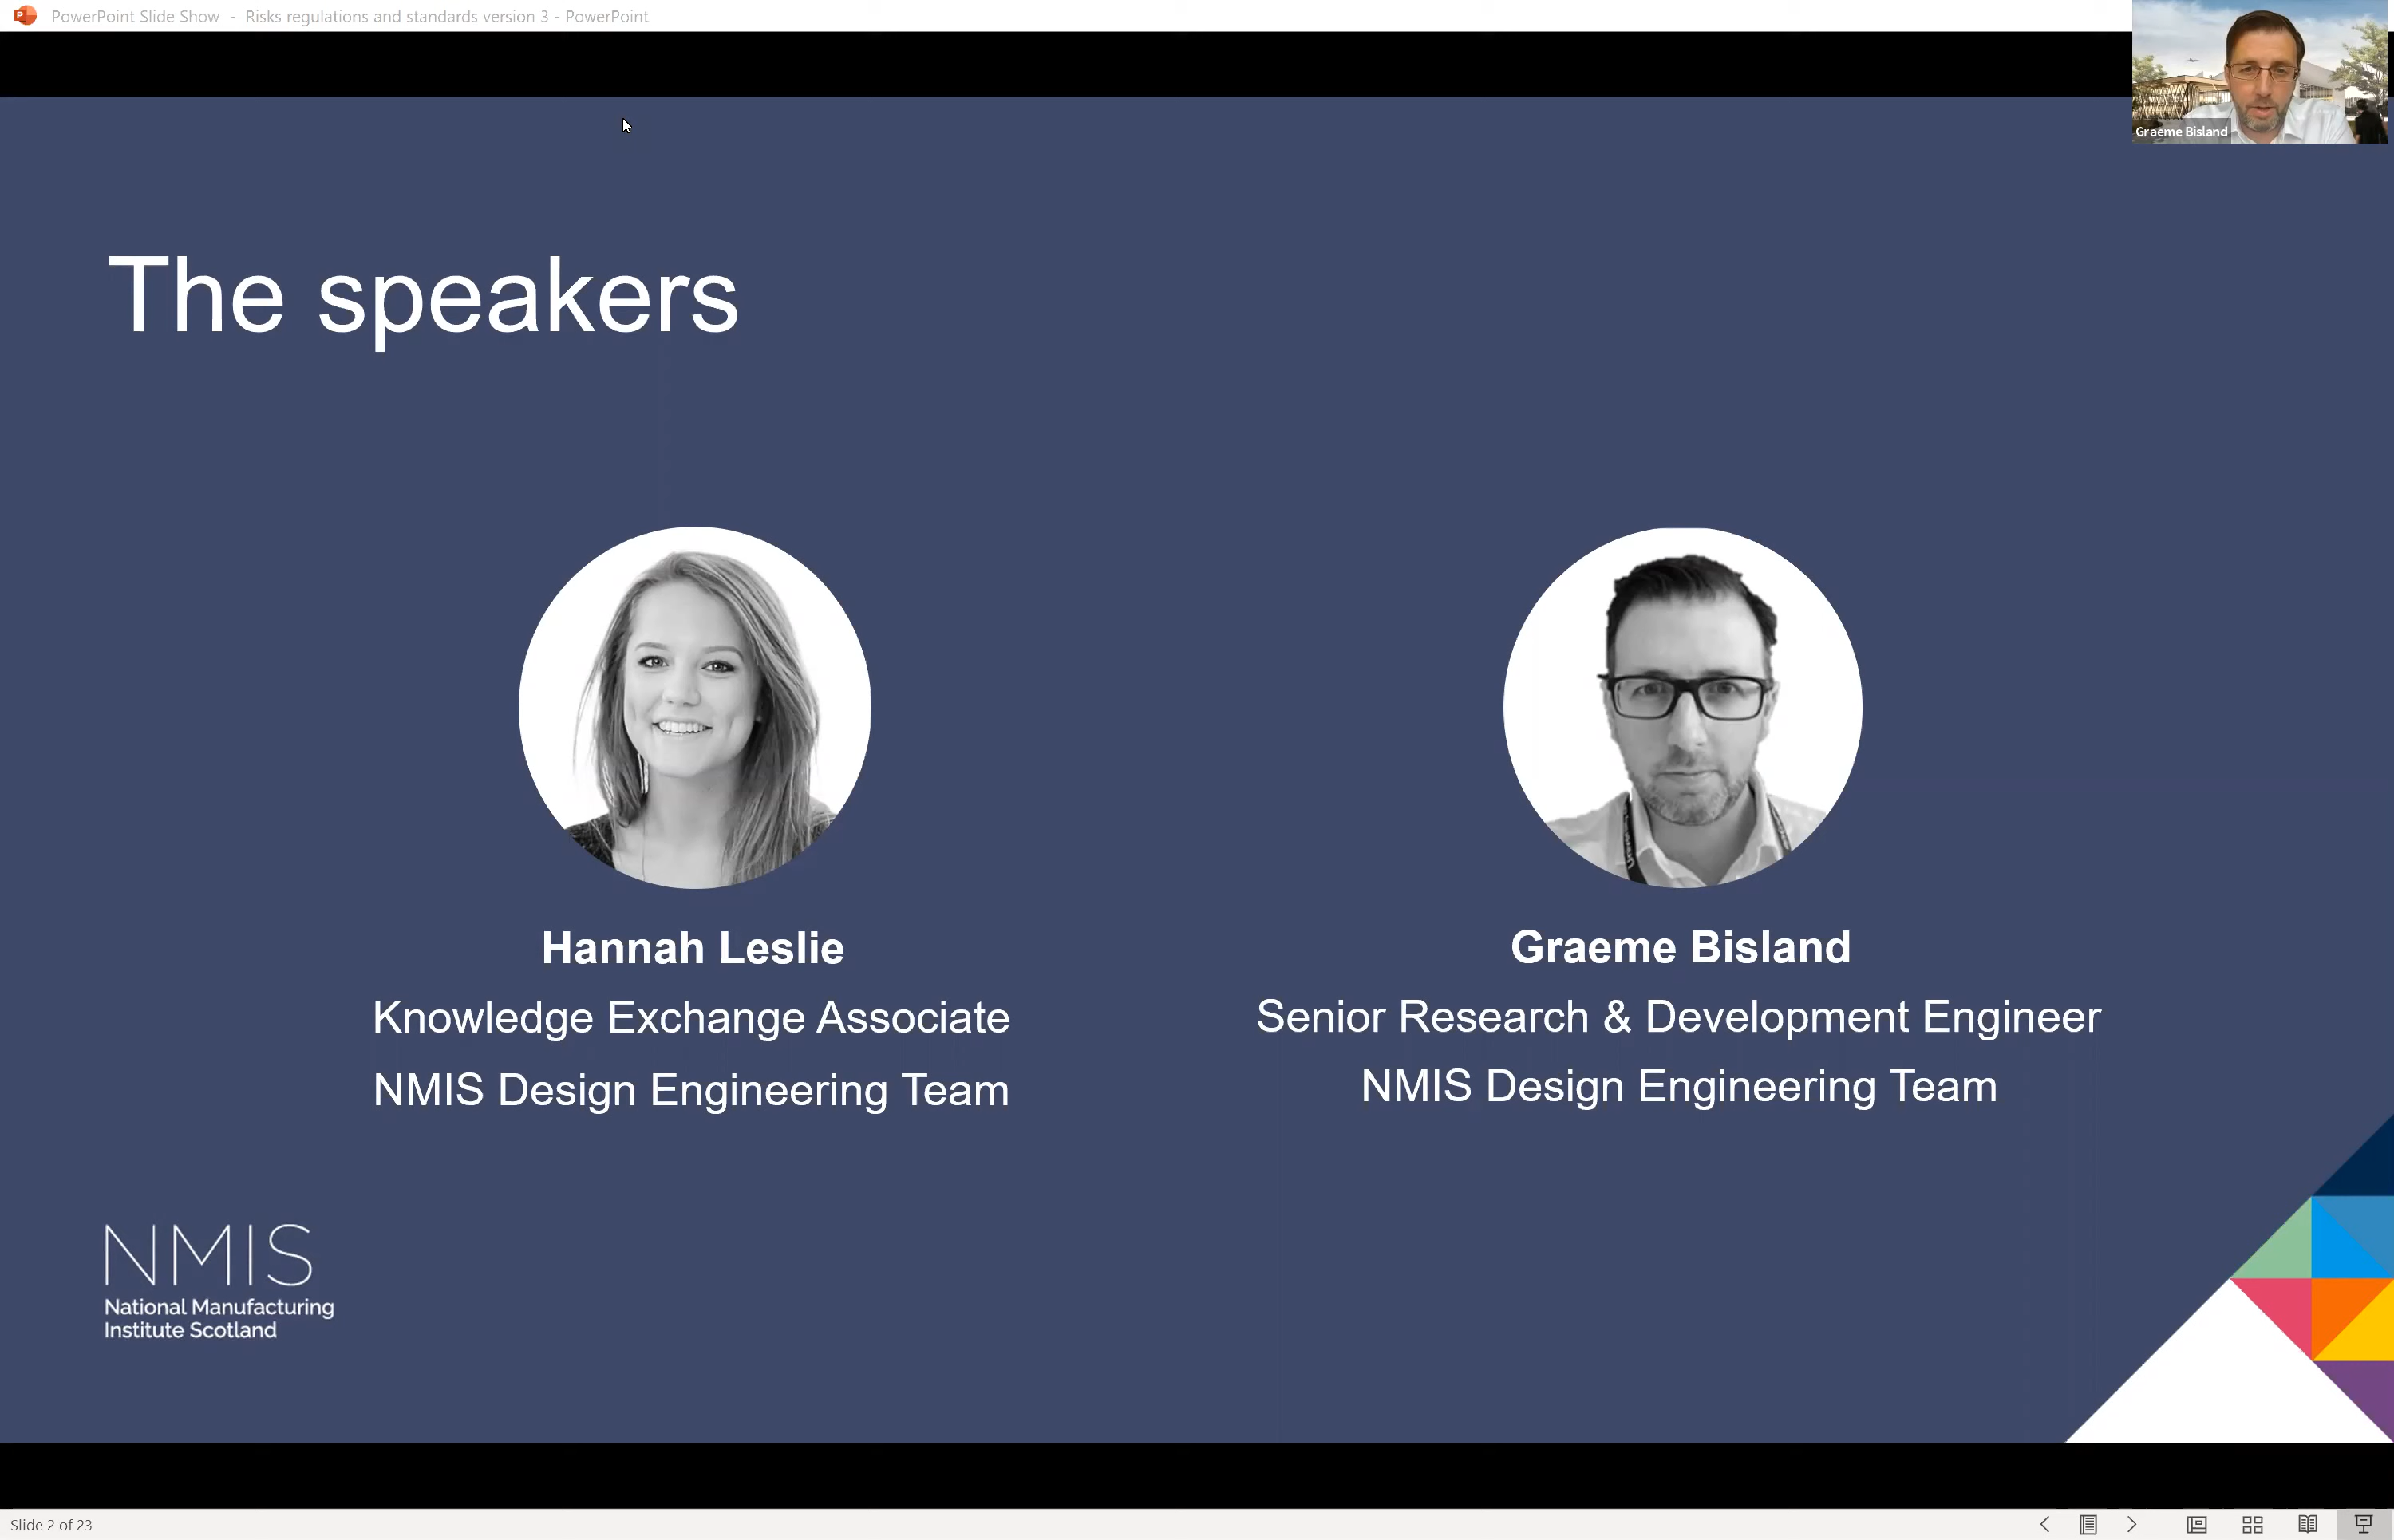 PowerPoint Slide Show - Risks regulations and standards version 3 - PowerPoint
Graeme Bisland
The speakers
Hannah Leslie
Knowledge Exchange Associate
NMIS Design Engineering Team
Graeme Bisland
Senior Research & Development Engineer
NMIS Design Engineering Team
NMIS
National Manufacturing
Institute Scotland
Slide 2 of 23